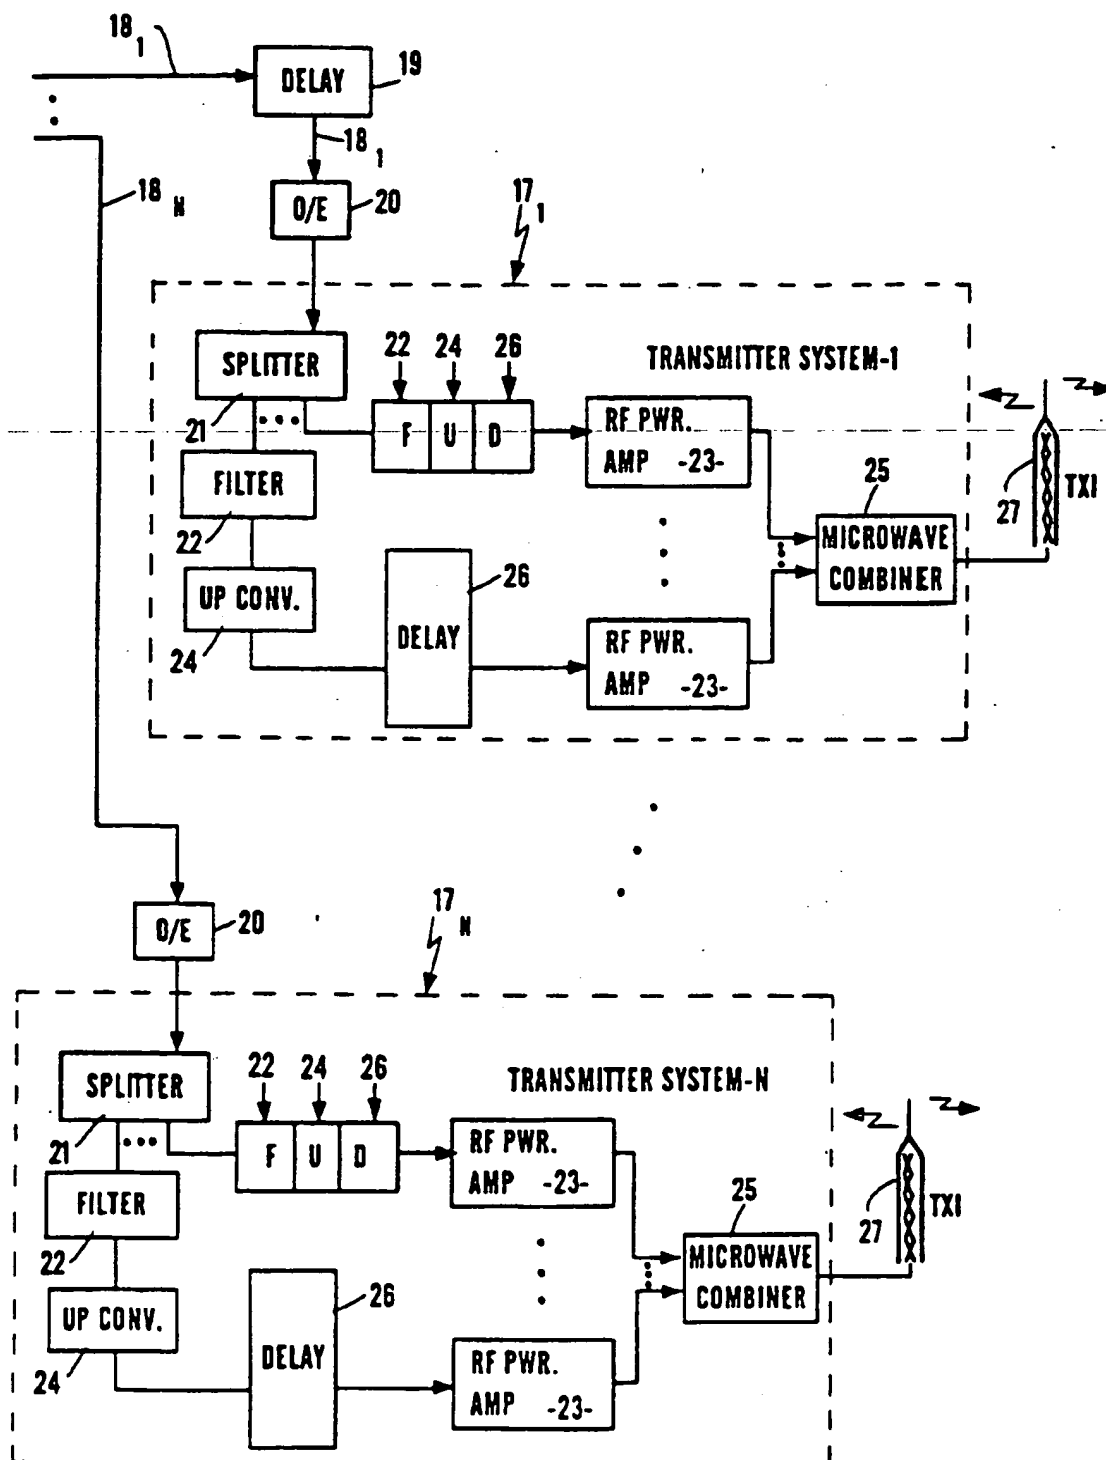 18
1
DELAY
19
18
1
O/E
20
18
N
17
1
SPLITTER
21
22
24
26
F U D
TRANSMITTER SYSTEM-1
RF PWR.
AMP -23-
FILTER
22
25
MICROWAVE
COMBINER
27
TXI
UP CONV.
24
26
DELAY
RF PWR.
AMP -23-
O/E
20
17
N
SPLITTER
21
22
24
26
F U D
TRANSMITTER SYSTEM-N
RF PWR.
AMP -23-
FILTER
22
25
MICROWAVE
COMBINER
27
TXI
UP CONV.
24
26
DELAY
RF PWR.
AMP -23-